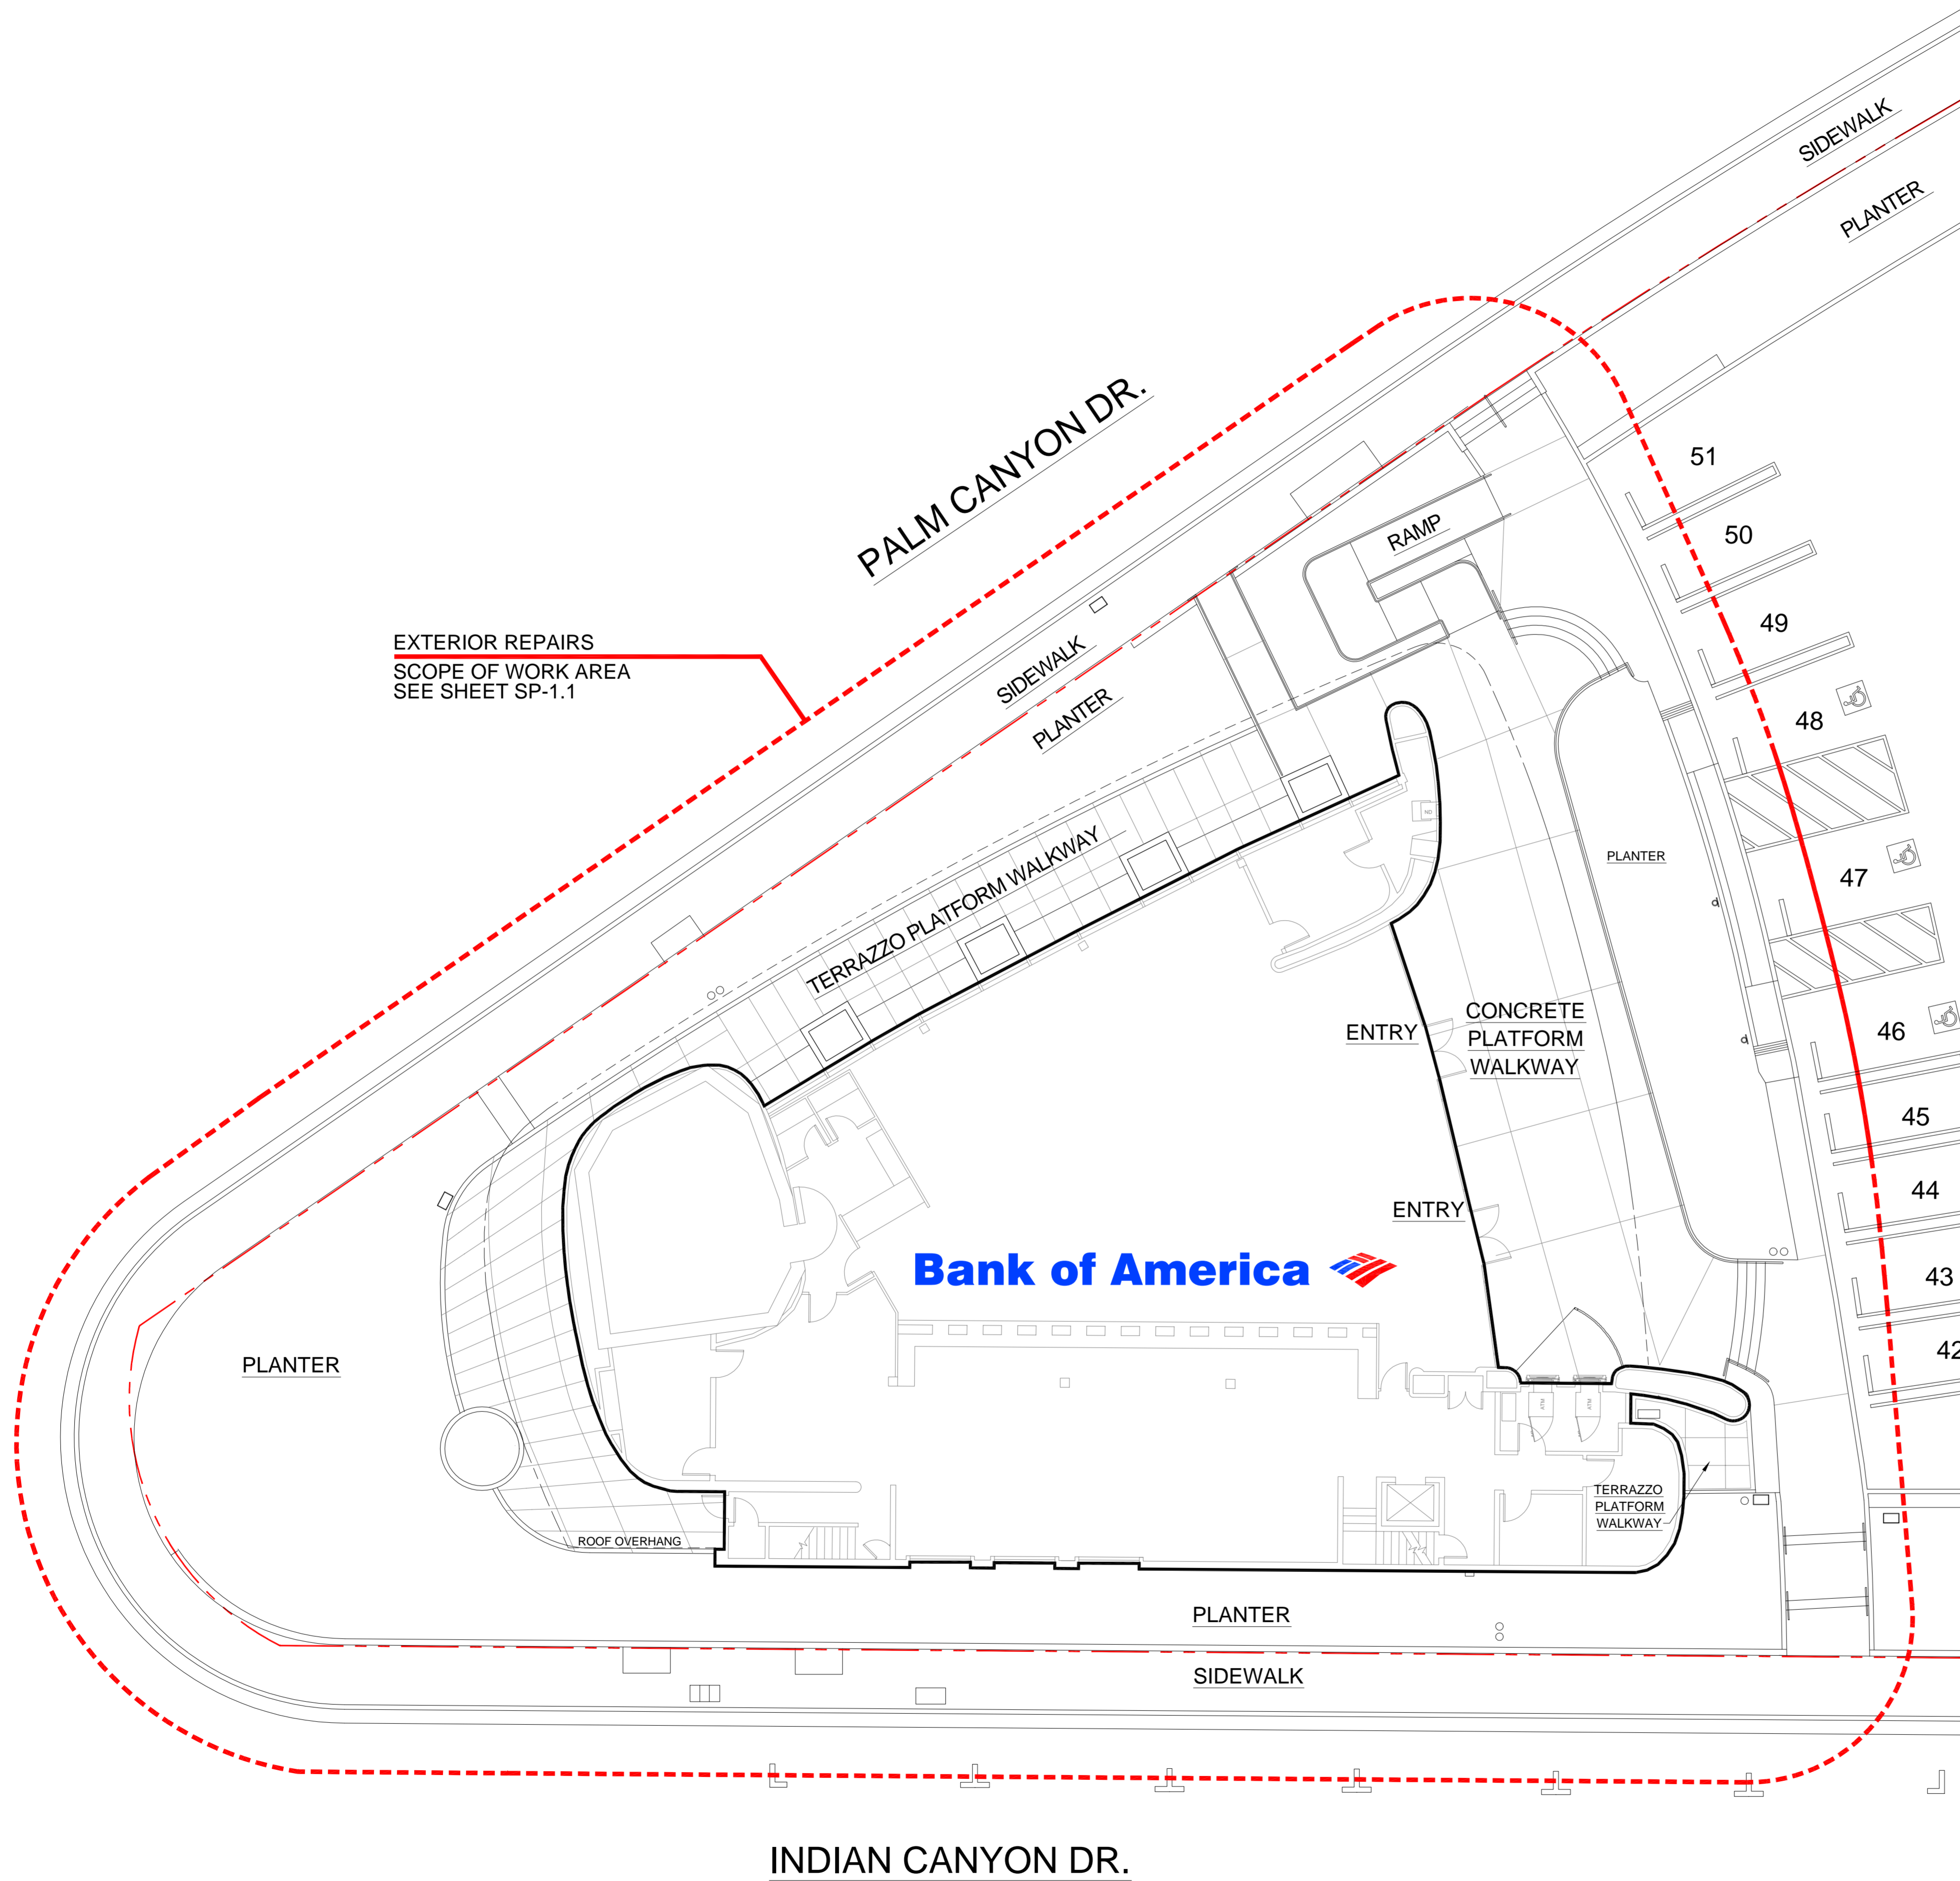 SIDEWALK
PLANTER
PALM CANYON DR.
51
50
RAMP
49
EXTERIOR REPAIRS
SCOPE OF WORK AREA
SEE SHEET SP-1.1
SIDEWALK
PLANTER
48
TERRAZZO PLATFORM WALKWAY
PLANTER
47
CONCRETE
PLATFORM
WALKWAY
ENTRY
46
45
44
ENTRY
Bank of America
43
42
PLANTER
ATM
ATM
TERRAZZO
PLATFORM
WALKWAY
ROOF OVERHANG
PLANTER
SIDEWALK
INDIAN CANYON DR.